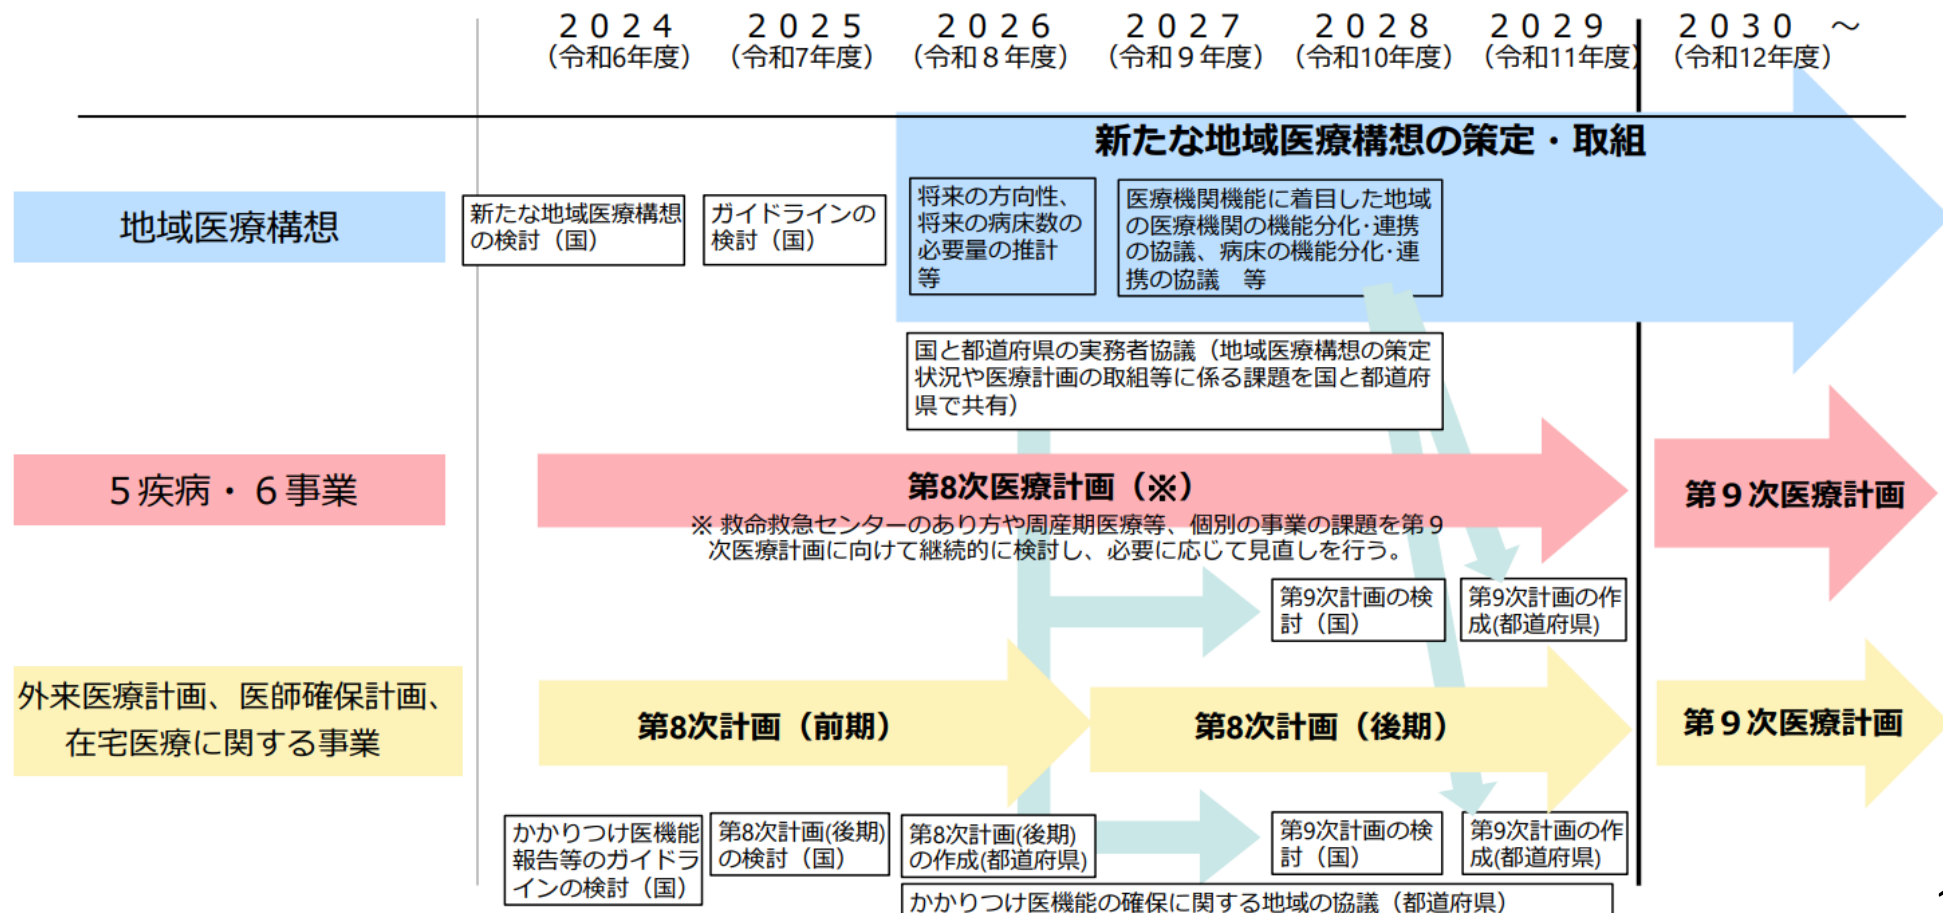 ２０２４
(令和6年度)
２０２５
(令和7年度)
２０２６
(令和８年度)
２０２７
(令和９年度)
２０２８
(令和10年度)
２０２９
(令和11年度)
２０３０　～
(令和12年度)
新たな地域医療構想の策定・取組
地域医療構想
新たな地域医療構想
の検討（国）
ガイドラインの
検討（国）
将来の方向性、
将来の病床数の
必要量の推計
等
医療機関機能に着目した地域
の医療機関の機能分化・連携
の協議、病床の機能分化・連
携の協議　等
国と都道府県の実務者協議（地域医療構想の策定
状況や医療計画の取組等に係る課題を国と都道府
県で共有）
５疾病・６事業
第8次医療計画（※）
※ 救命救急センターのあり方や周産期医療等、個別の事業の課題を第９
次医療計画に向けて継続的に検討し、必要に応じて見直しを行う。
第９次医療計画
第9次計画の検
討（国）
第9次計画の作
成(都道府県)
外来医療計画、医師確保計画、
在宅医療に関する事業
第8次計画（前期）
第8次計画（後期）
第９次医療計画
かかりつけ医機能
報告等のガイドラ
インの検討（国）
第8次計画(後期)
の検討（国）
第8次計画(後期)
の作成(都道府県)
第9次計画の検
討（国）
第9次計画の作
成(都道府県)
かかりつけ医機能の確保に関する地域の協議（都道府県）